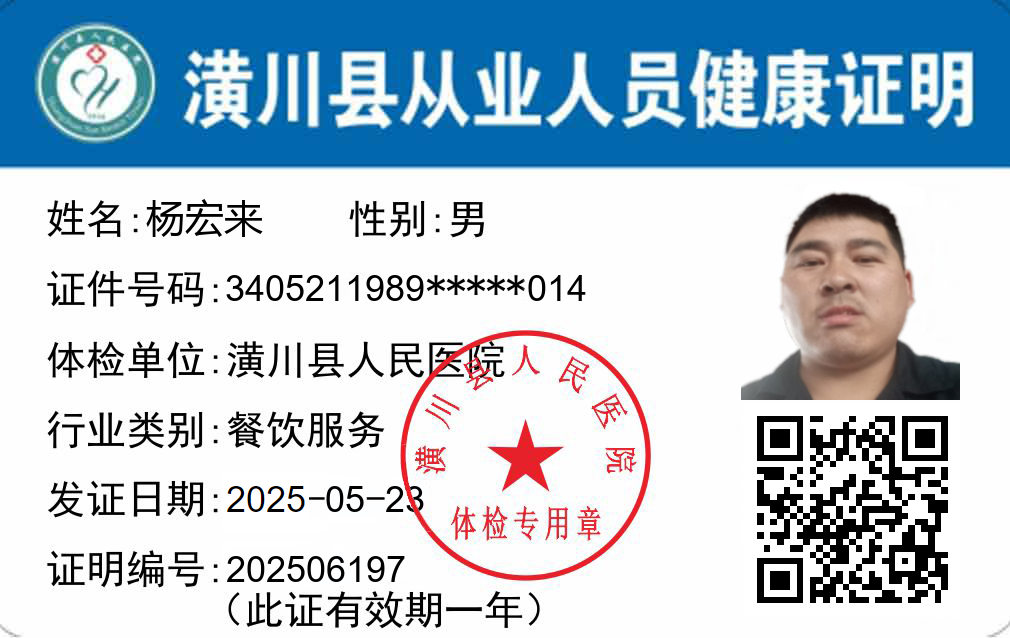 潢川县从业人员健康证明
姓名:杨宏来 性别:男
证件号码:3405211989*****014
体检单位:潢川县人民医院
行业类别:餐饮服务
发证日期:2025-05-23
证明编号:202506197
（此证有效期一年）
潢川县人民医院
体检专用章